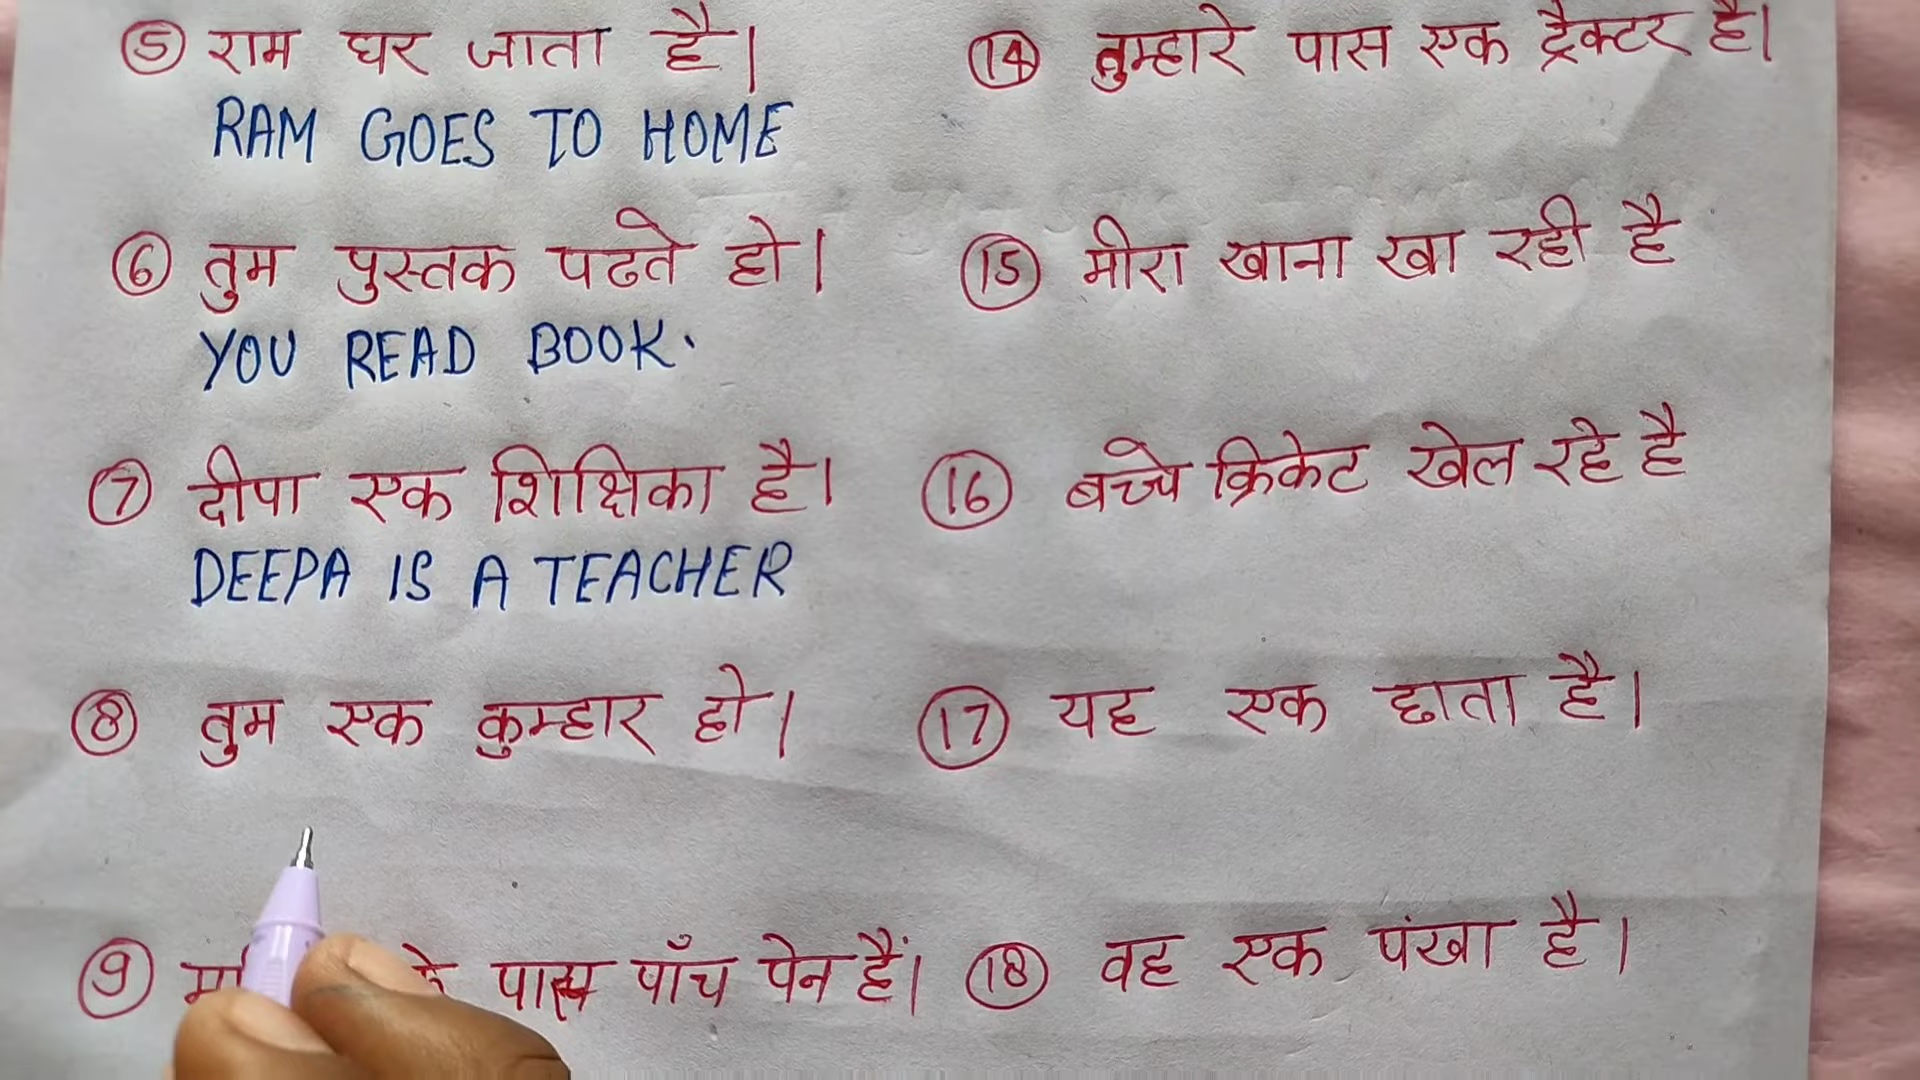 ⑤ राम घर जाता है।
RAM GOES TO HOME
⑥ तुम पुस्तक पढते हो।
YOU READ BOOK.
⑦ दीपा एक शिक्षिका है।
DEEPA IS A TEACHER
⑧ तुम एक कुम्हार हो।
⑨ के पास पाँच पेन हैं।
⑭ तुम्हारे पास एक ट्रैक्टर है।
⑮ मीरा खाना खा रही है
⑯ बच्चे क्रिकेट खेल रहे है
⑰ यह एक छाता है।
⑱ वह एक पंखा है।